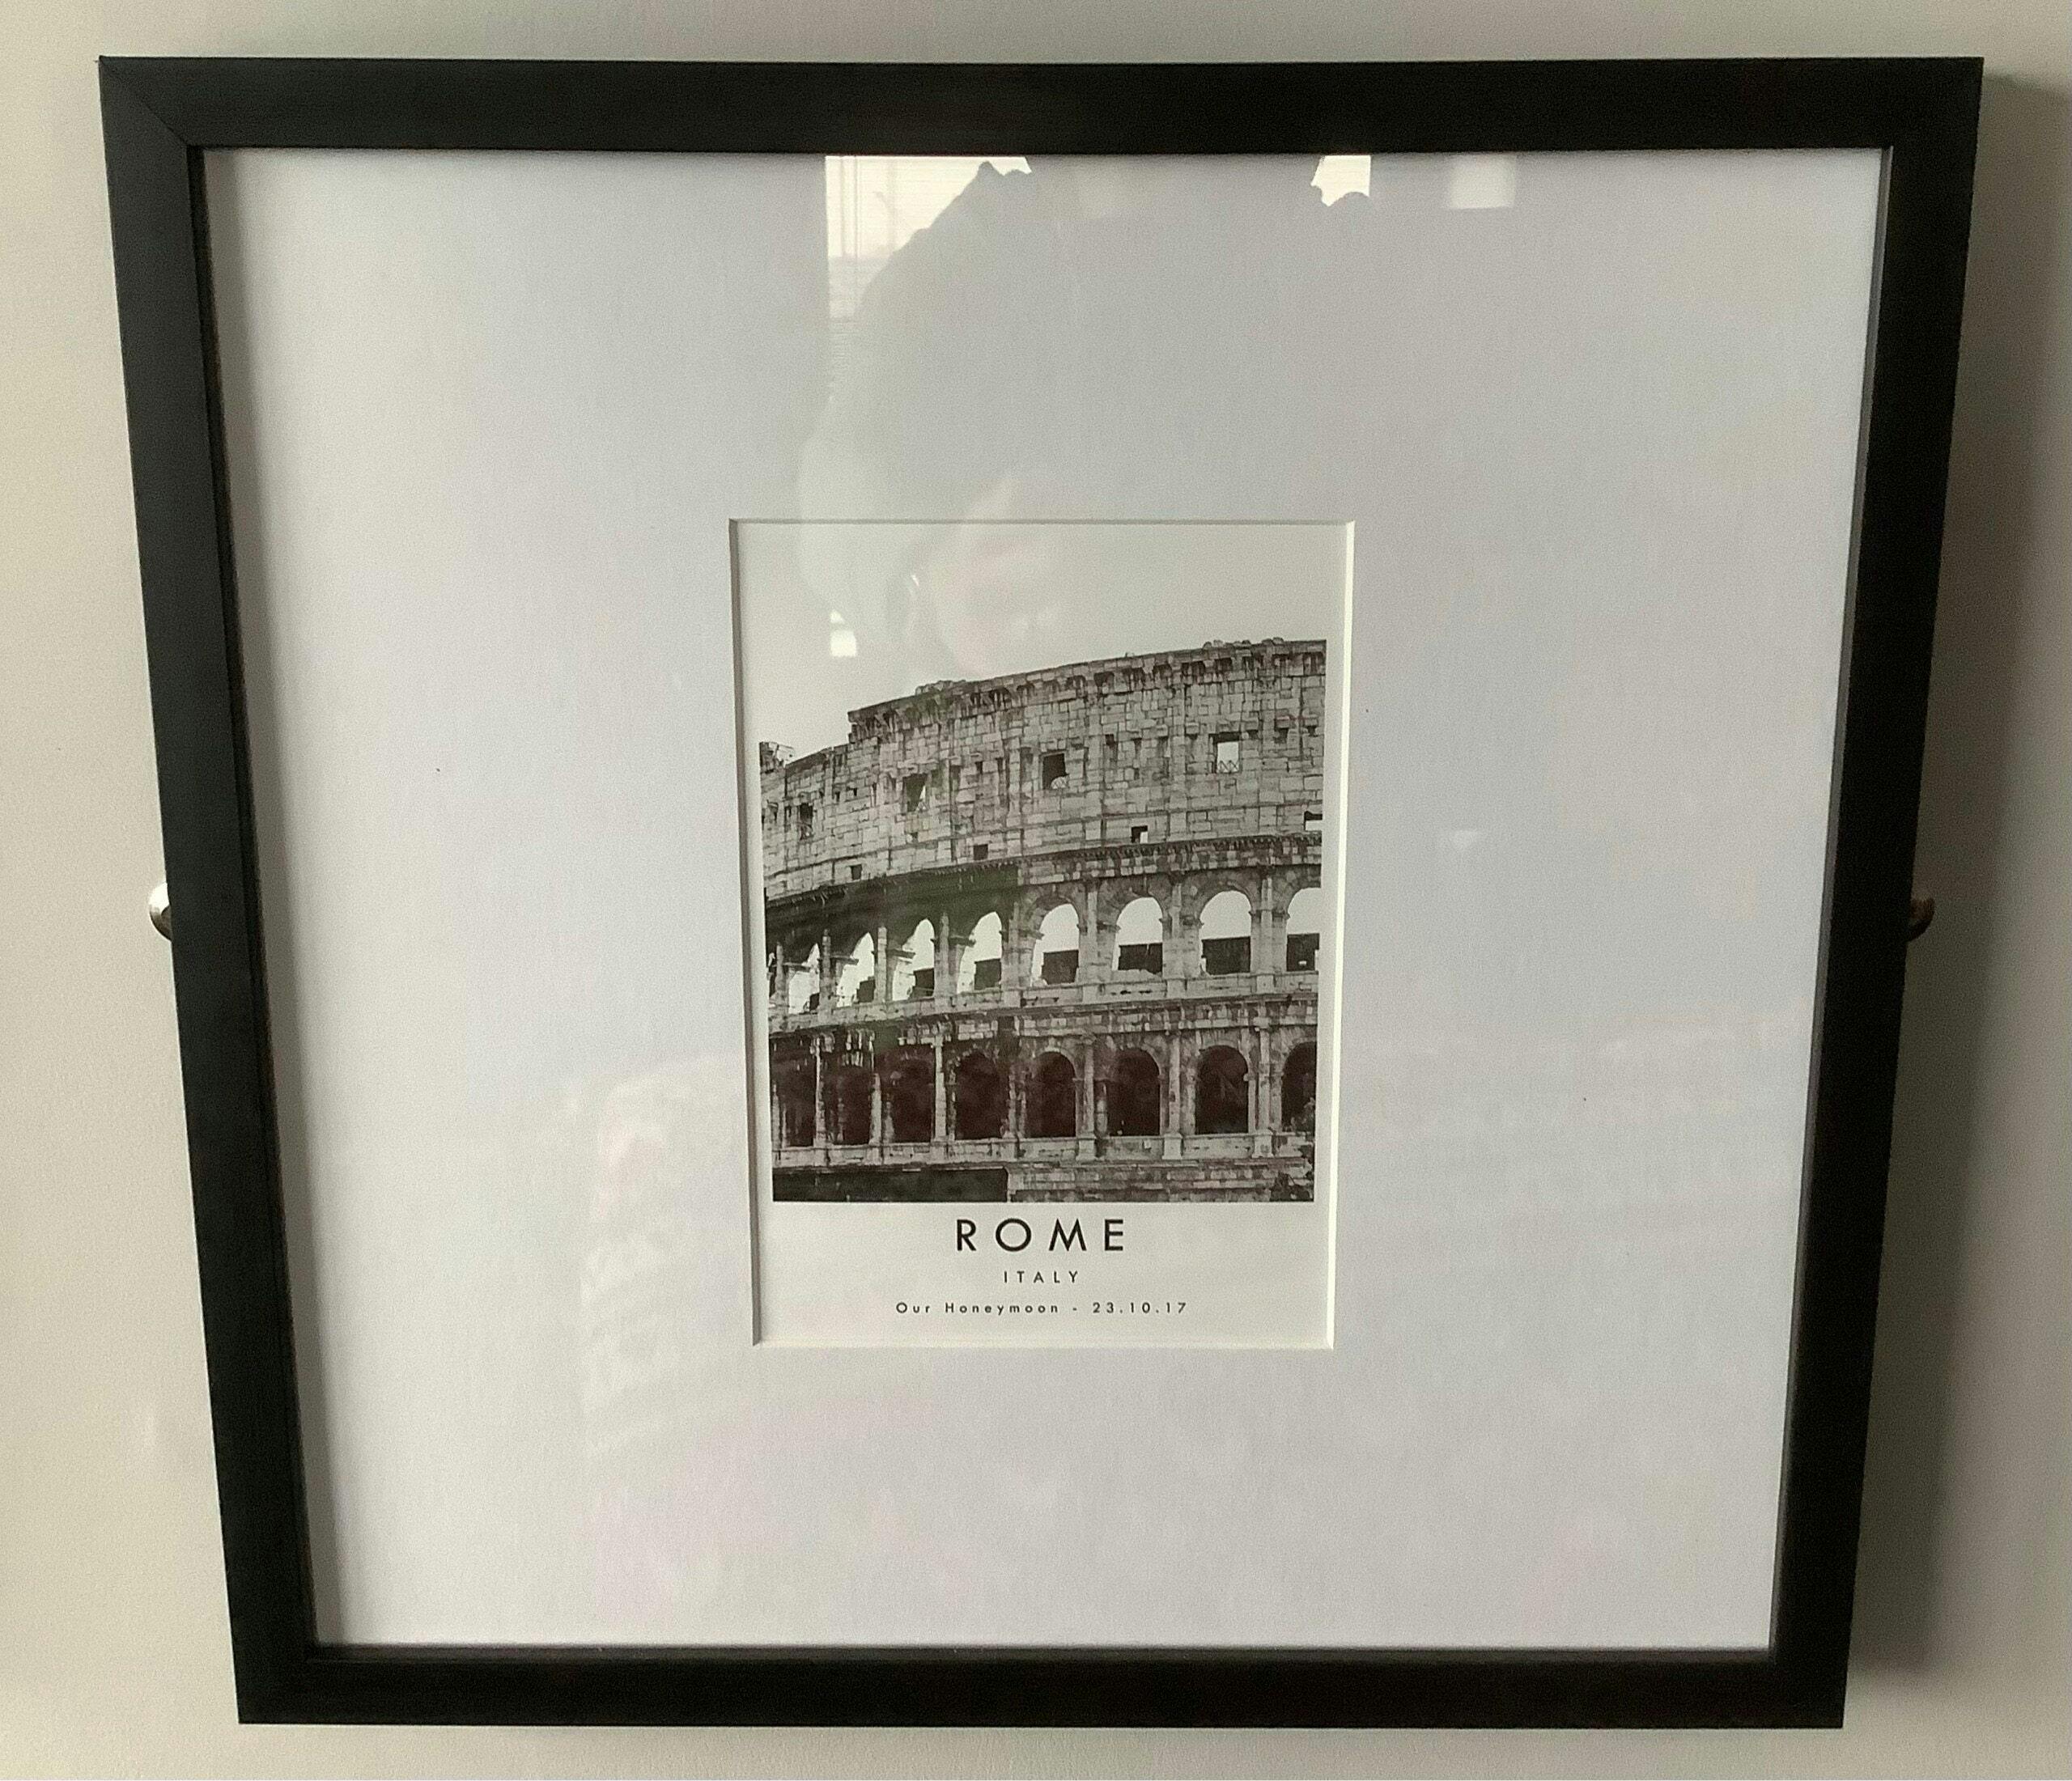 ROME
ITALY
Our Honeymoon - 23.10.17